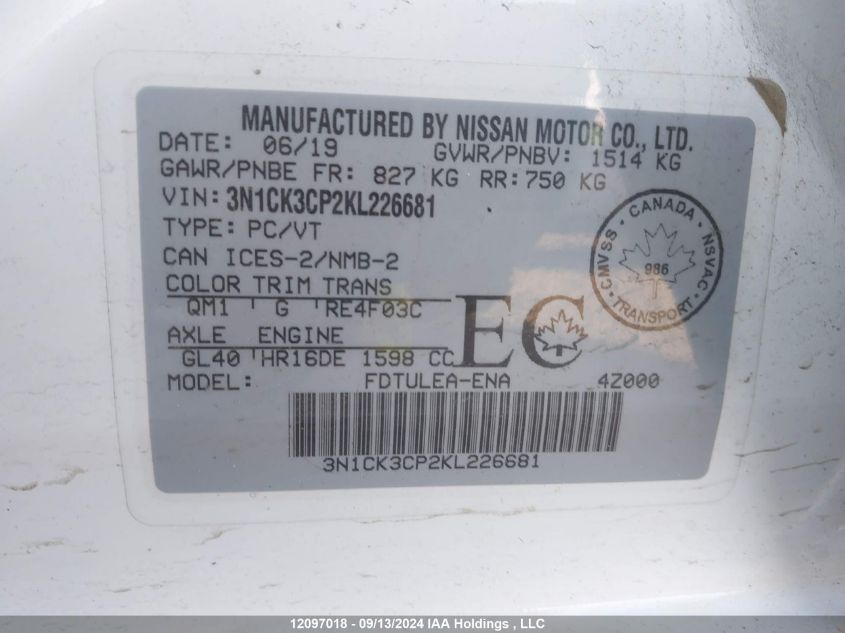 MANUFACTURED BY NISSAN MOTOR CO., LTD.
DATE: 06/19 GVWR/PNBV: 1514 KG
GAWR/PNBE FR: 827 KG RR: 750 KG
VIN: 3N1CK3CP2KL226681
TYPE: PC/VT
CAN ICES-2/NMB-2
COLOR TRIM TRANS
QM1 G RE4F03C
AXLE ENGINE
GL40 HR16DE 1598 CC
MODEL: FDTULEA-ENA 4Z000
EC
CANADA
CMVSS NSVAC
986
TRANSPORT
3N1CK3CP2KL226681
12097018 - 09/13/2024 IAA Holdings , LLC